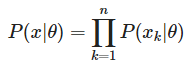 P(x|θ) = ∏_{k=1}^{n} P(x_k|θ)